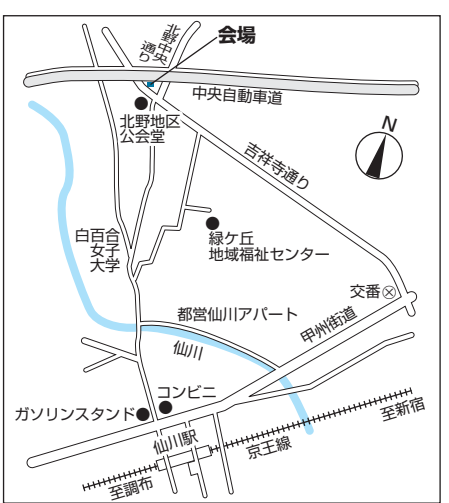 会場
北野中央
通り
中央自動車道
北野地区
公会堂
吉祥寺通り
N
白百合
女子
大学
緑ケ丘
地域福祉センター
交番
都営仙川アパート
甲州街道
仙川
コンビニ
ガソリンスタンド
仙川駅
京王線
至新宿
至調布